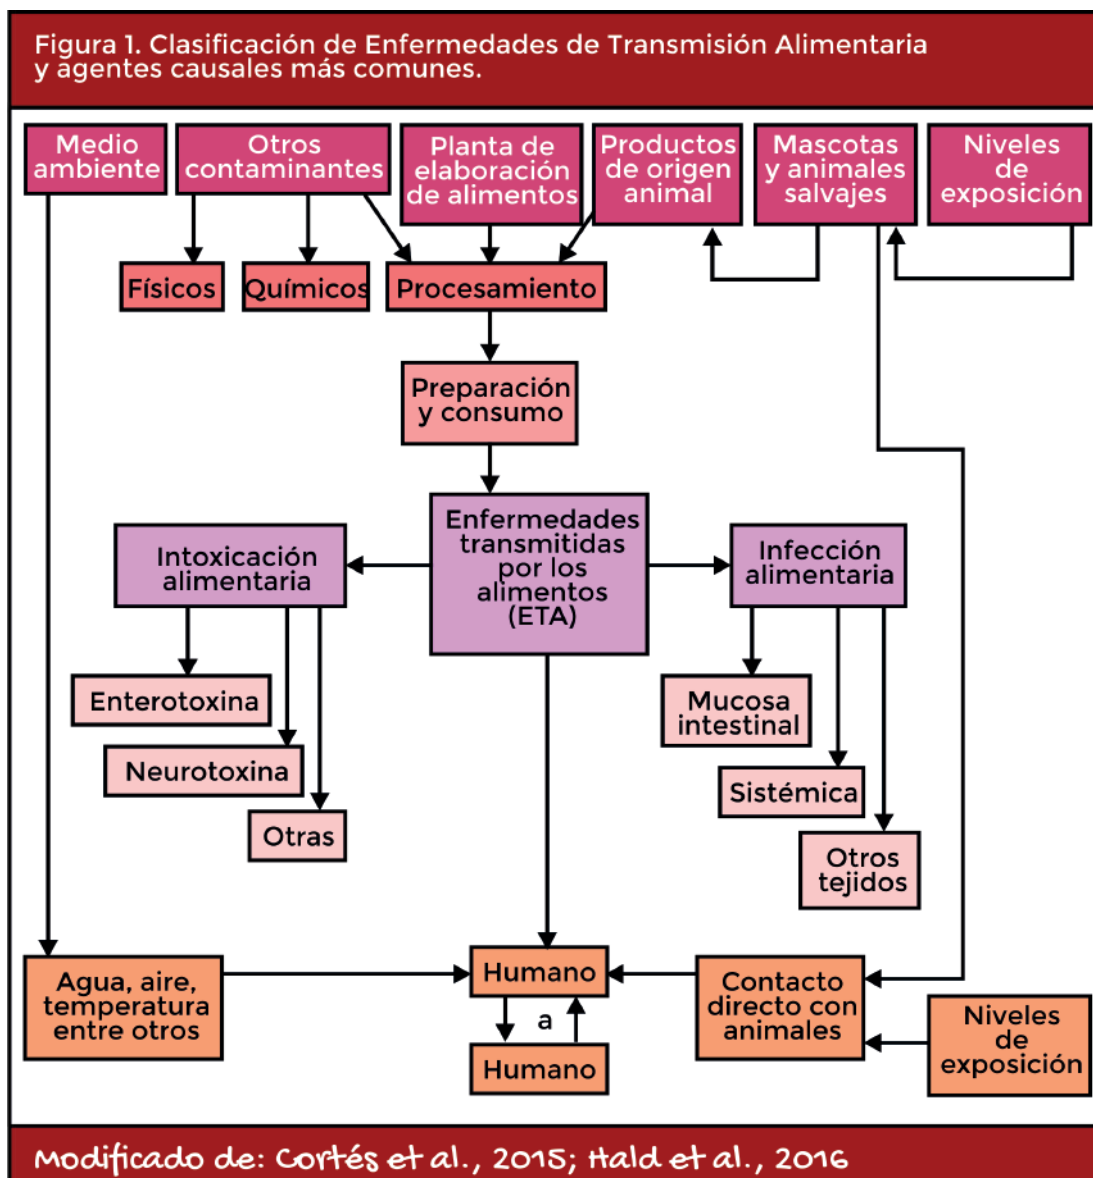 Figura 1. Clasificación de Enfermedades de Transmisión Alimentaria
y agentes causales más comunes.
Medio
ambiente
Otros
contaminantes
Planta de
elaboración
de alimentos
Productos
de origen
animal
Mascotas
y animales
salvajes
Niveles
de
exposición
Físicos
Químicos
Procesamiento
Preparación
y consumo
Enfermedades
transmitidas
por los
alimentos
(ETA)
Intoxicación
alimentaria
Infección
alimentaria
Enterotoxina
Neurotoxina
Otras
Mucosa
intestinal
Sistémica
Otros
tejidos
Agua, aire,
temperatura
entre otros
Humano
a
Humano
Contacto
directo con
animales
Niveles
de
exposición
Modificado de: Cortés et al., 2015; Hald et al., 2016